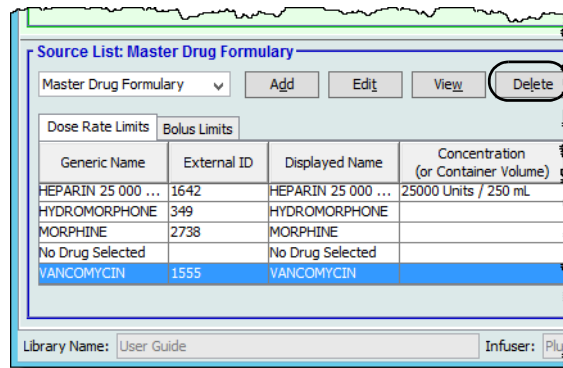 Source List: Master Drug Formulary
Master Drug Formulary Add Edit View Delete
Dose Rate Limits Bolus Limits
Generic Name External ID Displayed Name Concentration
(or Container Volume)
HEPARIN 25 000 ... 1642 HEPARIN 25 000 ... 25000 Units / 250 mL
HYDROMORPHONE 349 HYDROMORPHONE
MORPHINE 2738 MORPHINE
No Drug Selected No Drug Selected
VANCOMYCIN 1555 VANCOMYCIN
Library Name: User Guide Infuser: Plu